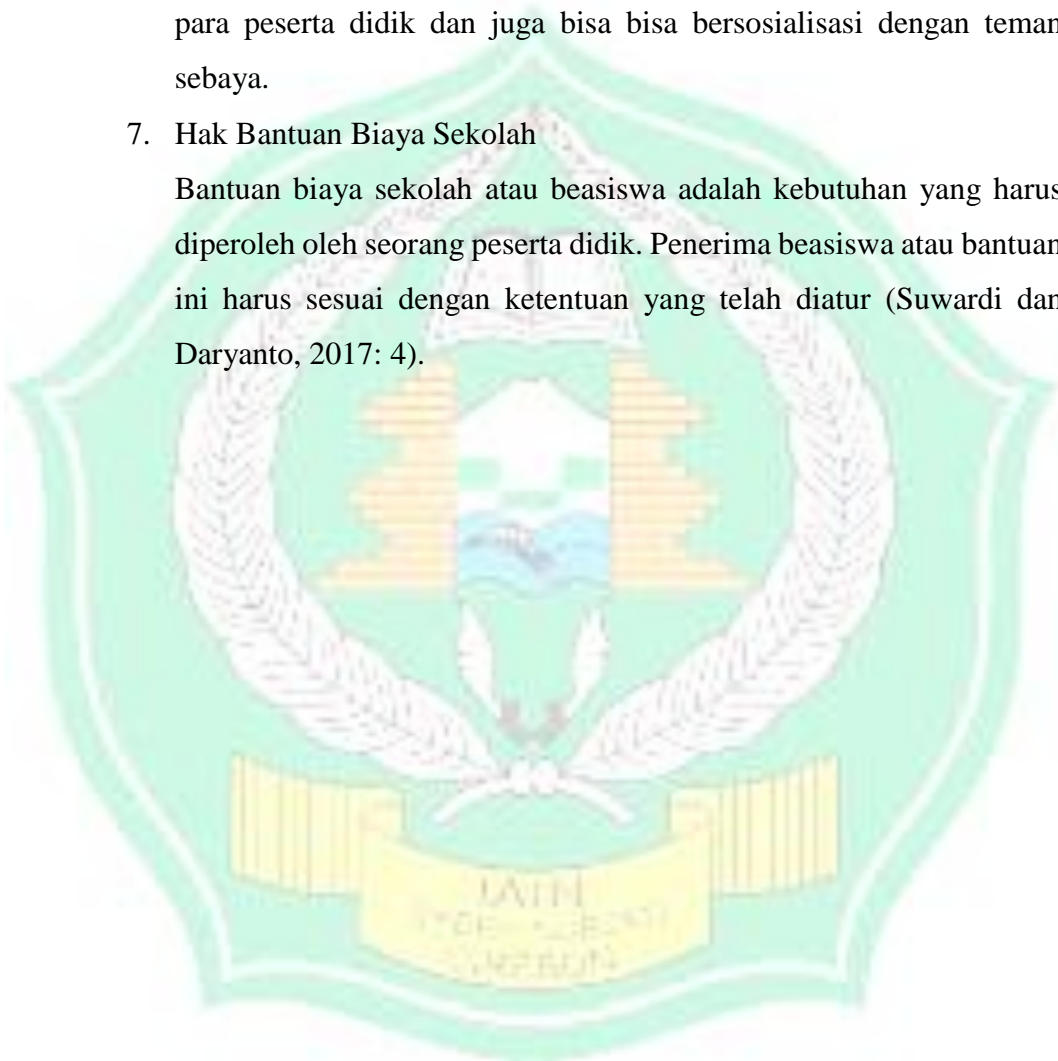 para peserta didik dan juga bisa bisa bersosialisasi dengan teman
sebaya.
7. Hak Bantuan Biaya Sekolah
Bantuan biaya sekolah atau beasiswa adalah kebutuhan yang harus
diperoleh oleh seorang peserta didik. Penerima beasiswa atau bantuan
ini harus sesuai dengan ketentuan yang telah diatur (Suwardi dan
Daryanto, 2017: 4).
IAIN